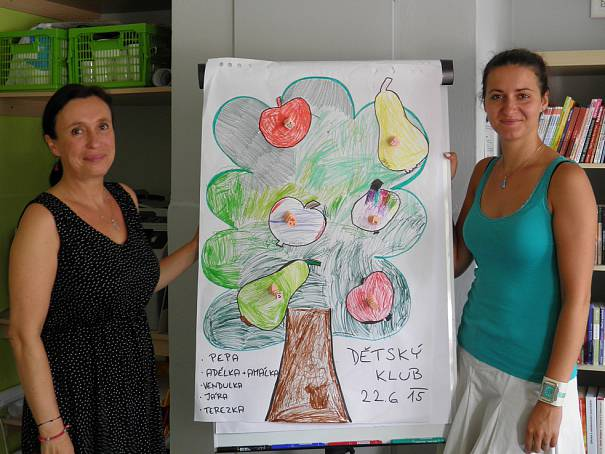 · PEPA
· ADÉLKA + AMÁLKA
· VENDULKA
· JÁRA
· TEREZKA
DĚTSKÝ
KLUB
22.6 15